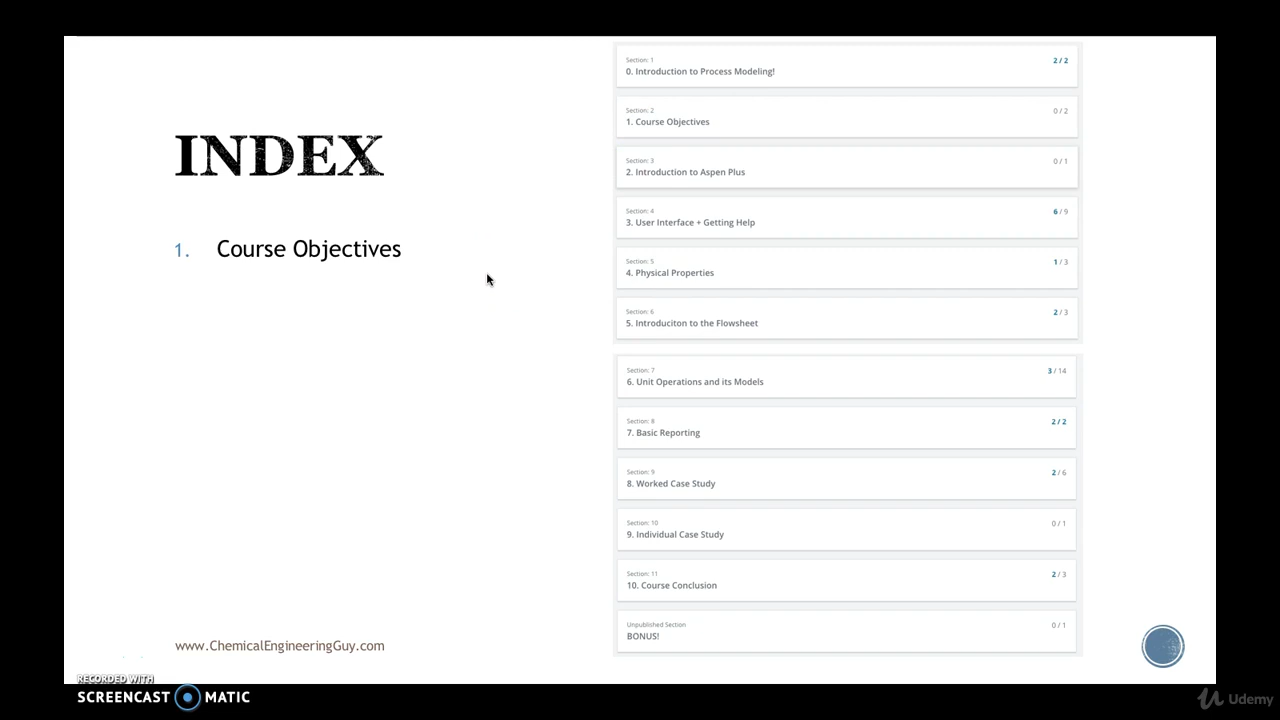 INDEX
1. Course Objectives
www.ChemicalEngineeringGuy.com
Section: 1
0. Introduction to Process Modeling!
2 / 2
Section: 2
1. Course Objectives
0 / 2
Section: 3
2. Introduction to Aspen Plus
0 / 1
Section: 4
3. User Interface + Getting Help
6 / 9
Section: 5
4. Physical Properties
1 / 3
Section: 6
5. Introduciton to the Flowsheet
2 / 3
Section: 7
6. Unit Operations and its Models
3 / 14
Section: 8
7. Basic Reporting
2 / 2
Section: 9
8. Worked Case Study
2 / 6
Section: 10
9. Individual Case Study
0 / 1
Section: 11
10. Course Conclusion
2 / 3
Unpublished Section
BONUS!
0 / 1
RECORDED WITH
SCREENCAST MATIC
Udemy